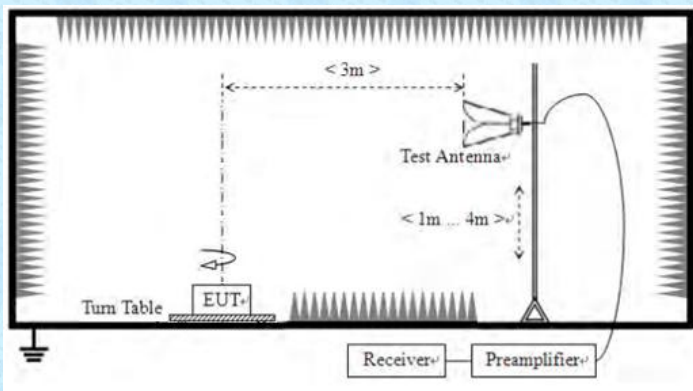 < 3m >
Test Antenna
< 1m ... 4m >
EUT
Turn Table
Receiver
Preamplifier